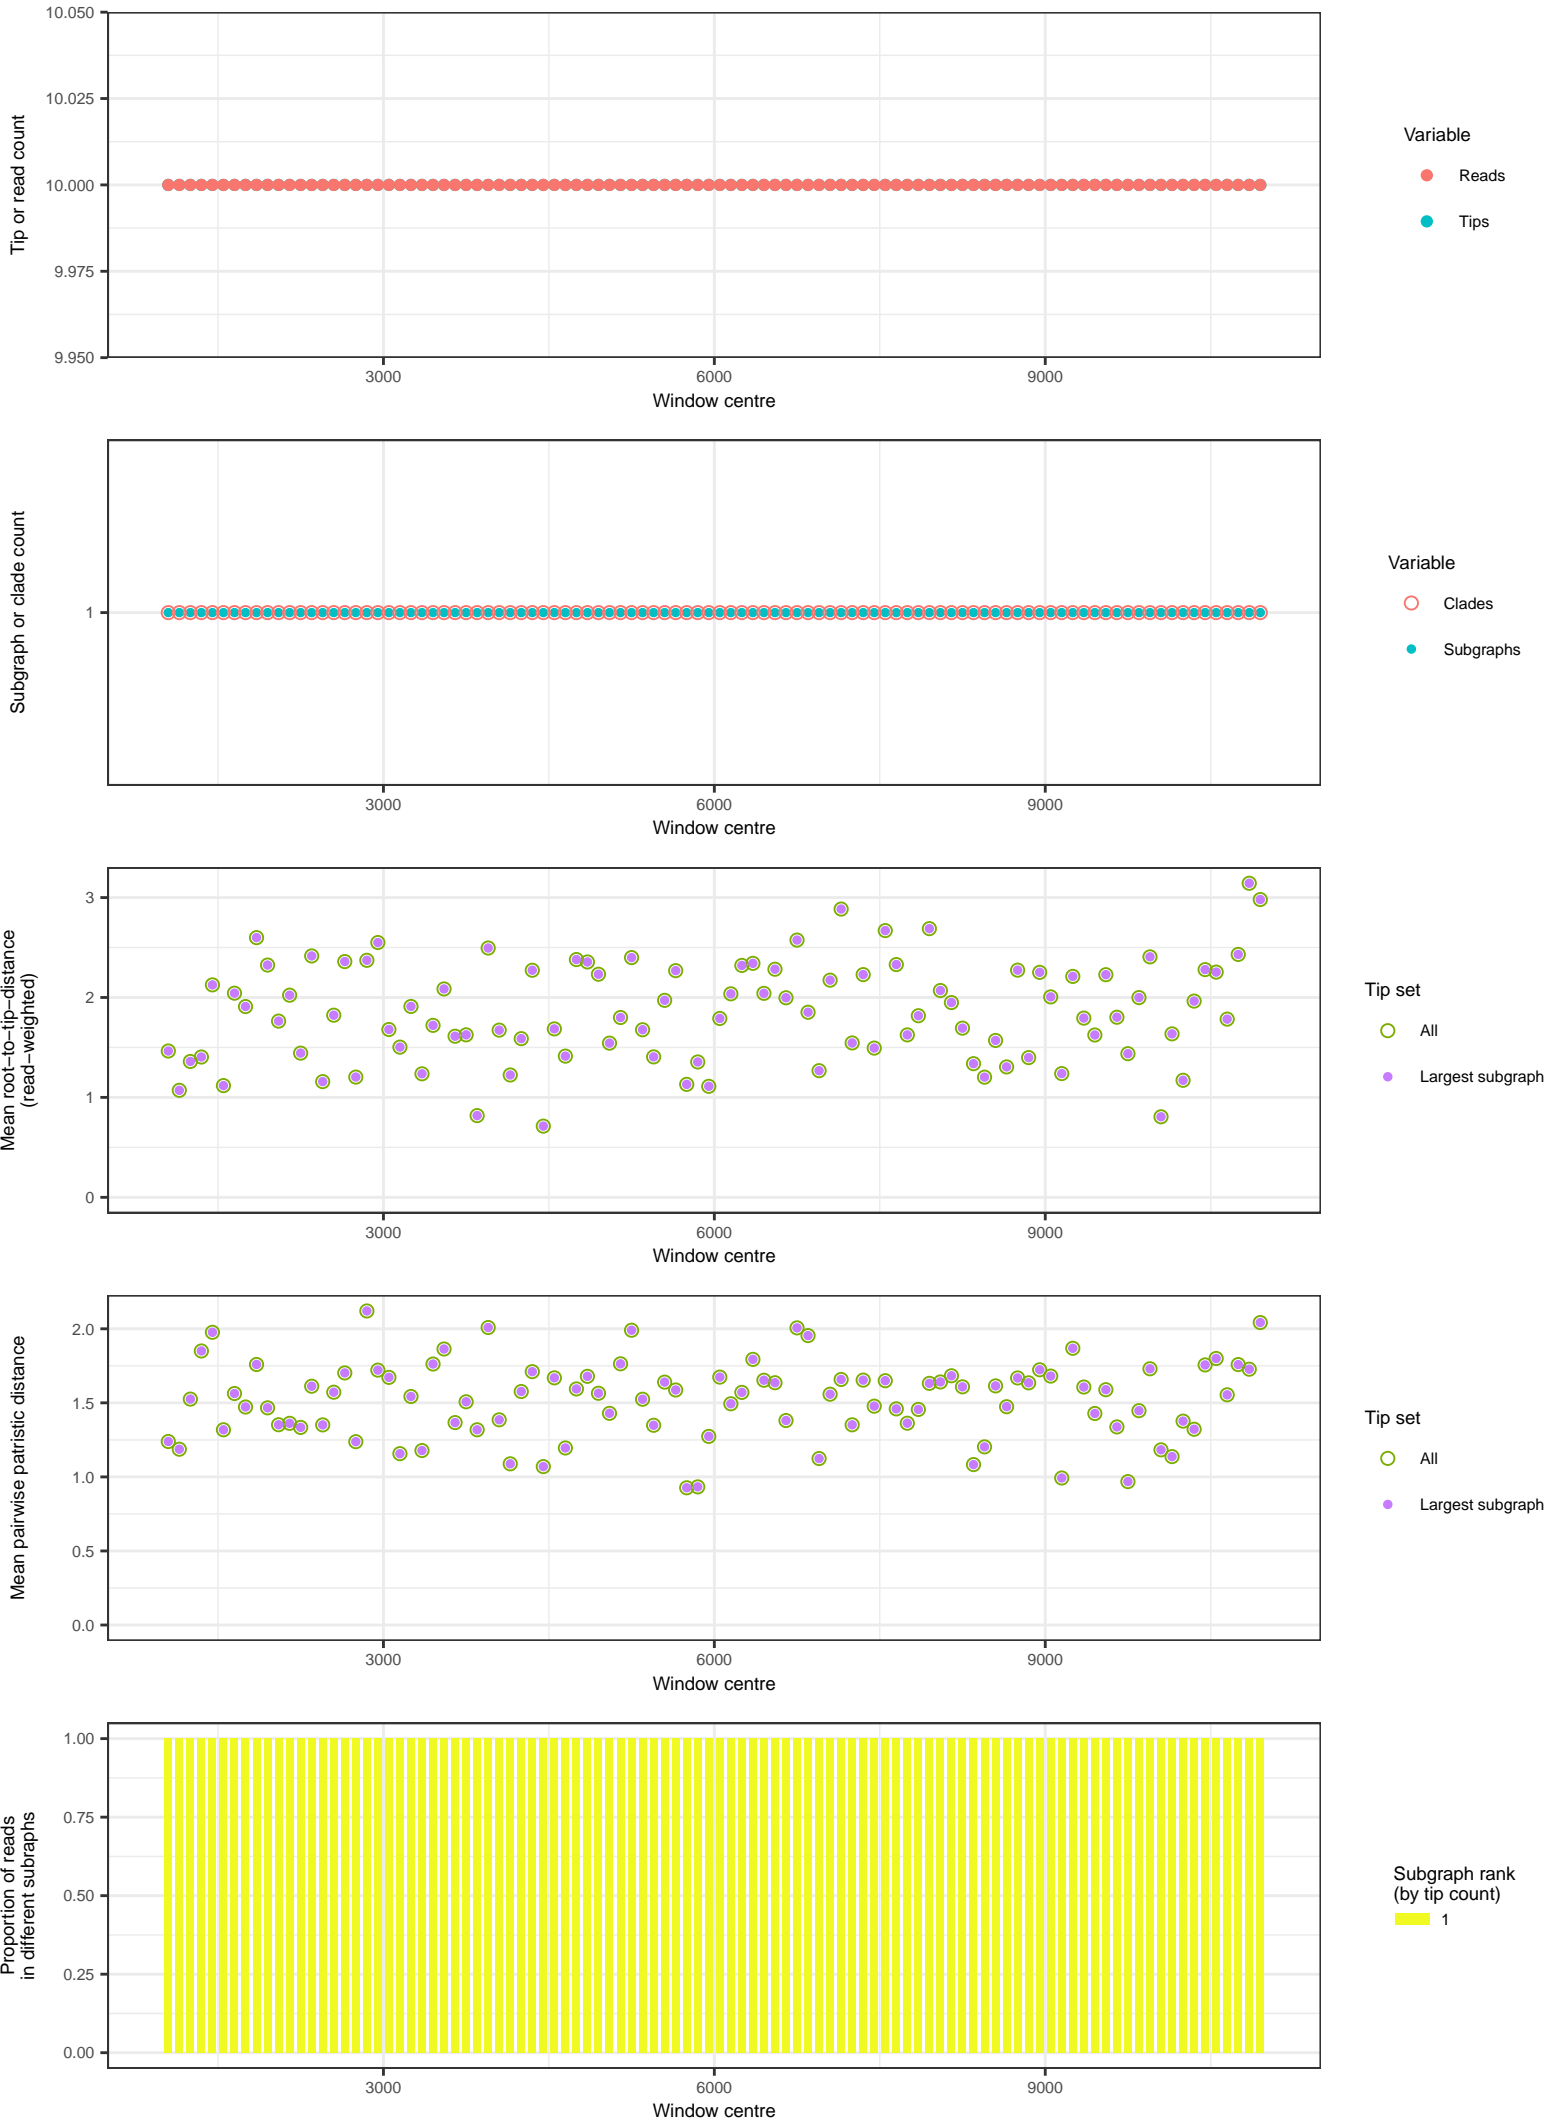 10.050
10.025
10.000
9.975
9.950
Tip or read count
3000 6000 9000
Window centre
Variable
Reads
Tips
1
Subgraph or clade count
3000 6000 9000
Window centre
Variable
Clades
Subgraphs
3
2
1
0
Mean root−to−tip−distance
(read−weighted)
3000 6000 9000
Window centre
Tip set
All
Largest subgraph
2.0
1.5
1.0
0.5
0.0
Mean pairwise patristic distance
3000 6000 9000
Window centre
Tip set
All
Largest subgraph
1.00
0.75
0.50
0.25
0.00
Proportion of reads
in different subraphs
3000 6000 9000
Window centre
Subgraph rank
(by tip count)
1